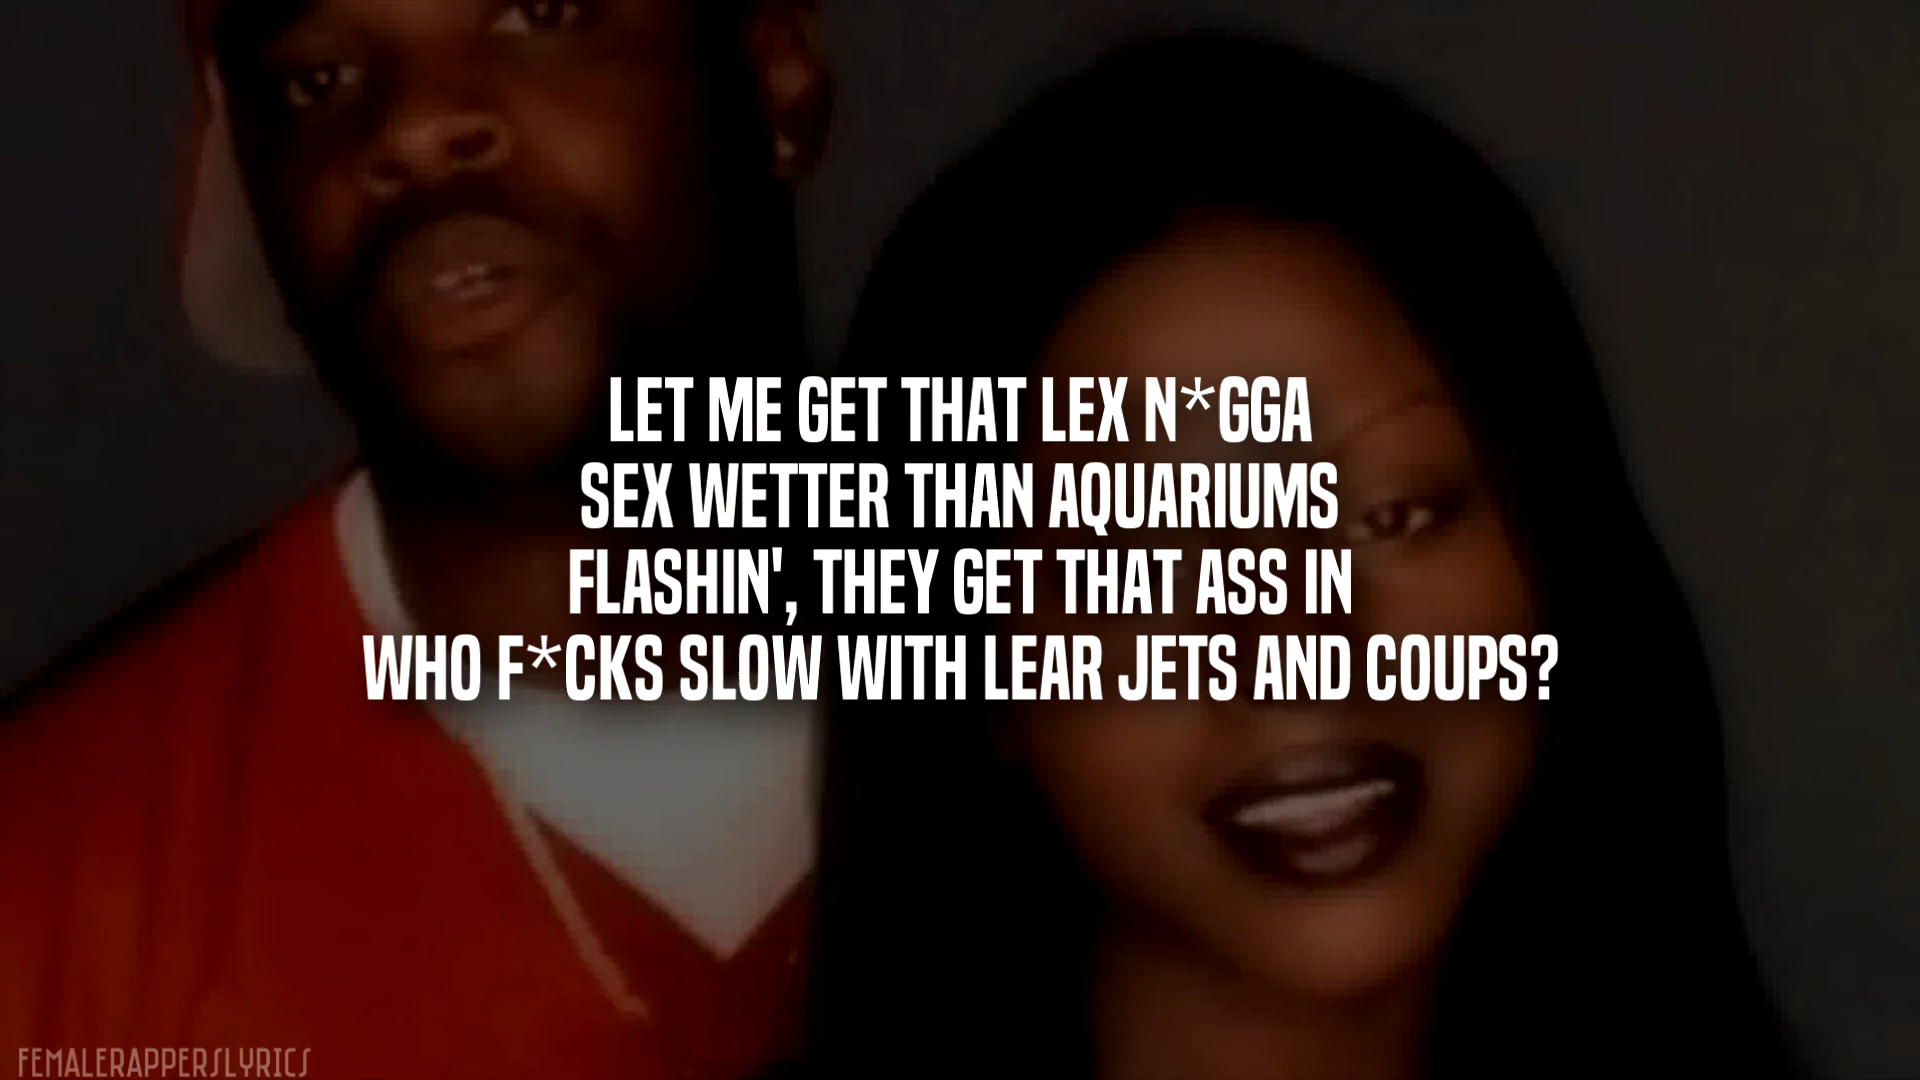 LET ME GET THAT LEX N*GGA
SEX WETTER THAN AQUARIUMS
FLASHIN', THEY GET THAT ASS IN
WHO F*CKS SLOW WITH LEAR JETS AND COUPS?
FEMALERAPPERSLYRICS